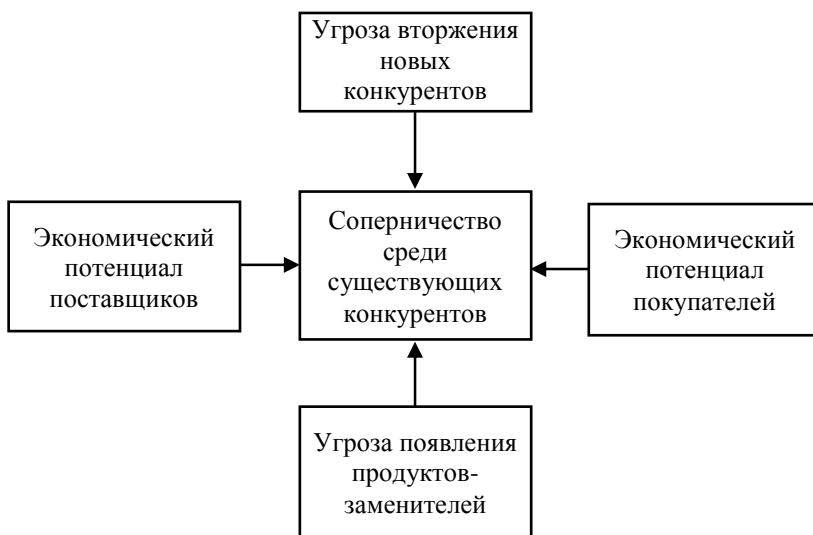 Угроза вторжения
новых
конкурентов
Экономический
потенциал
поставщиков
Соперничество
среди
существующих
конкурентов
Экономический
потенциал
покупателей
Угроза появления
продуктов-
заменителей